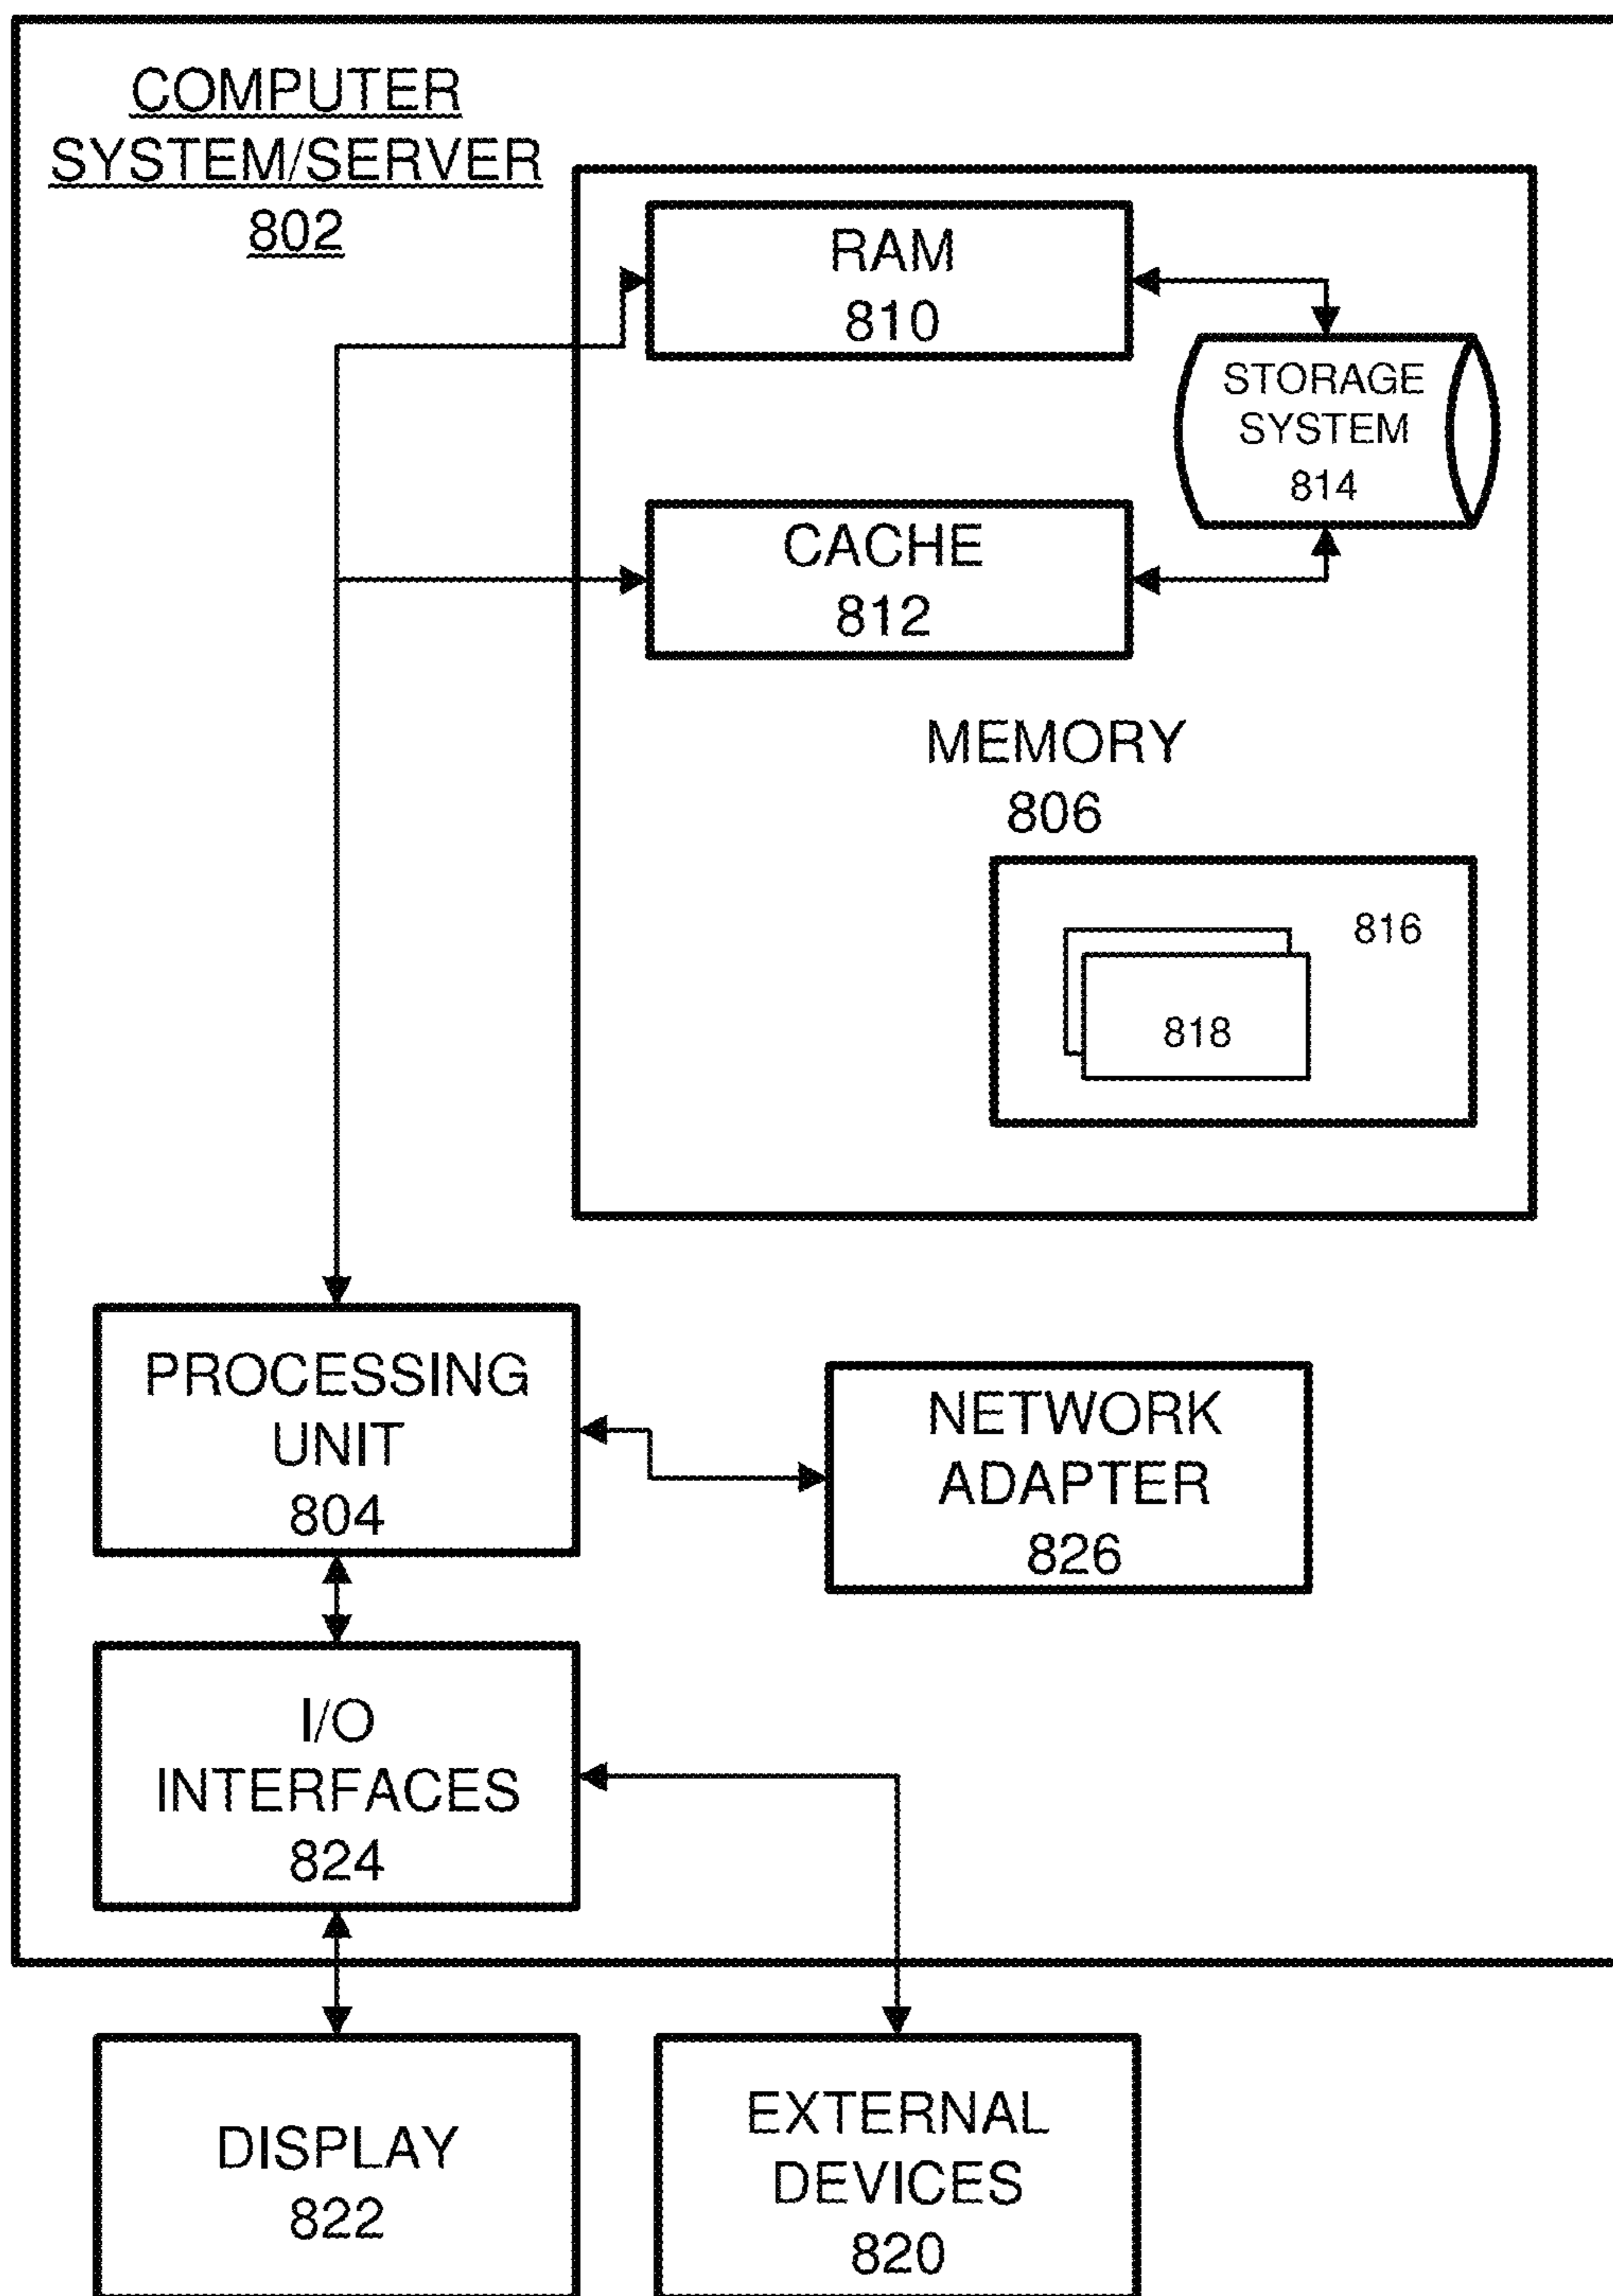 COMPUTER
SYSTEM/SERVER
802
RAM
810
STORAGE
SYSTEM
814
CACHE
812
MEMORY
806
816
818
PROCESSING
UNIT
804
NETWORK
ADAPTER
826
I/O
INTERFACES
824
DISPLAY
822
EXTERNAL
DEVICES
820